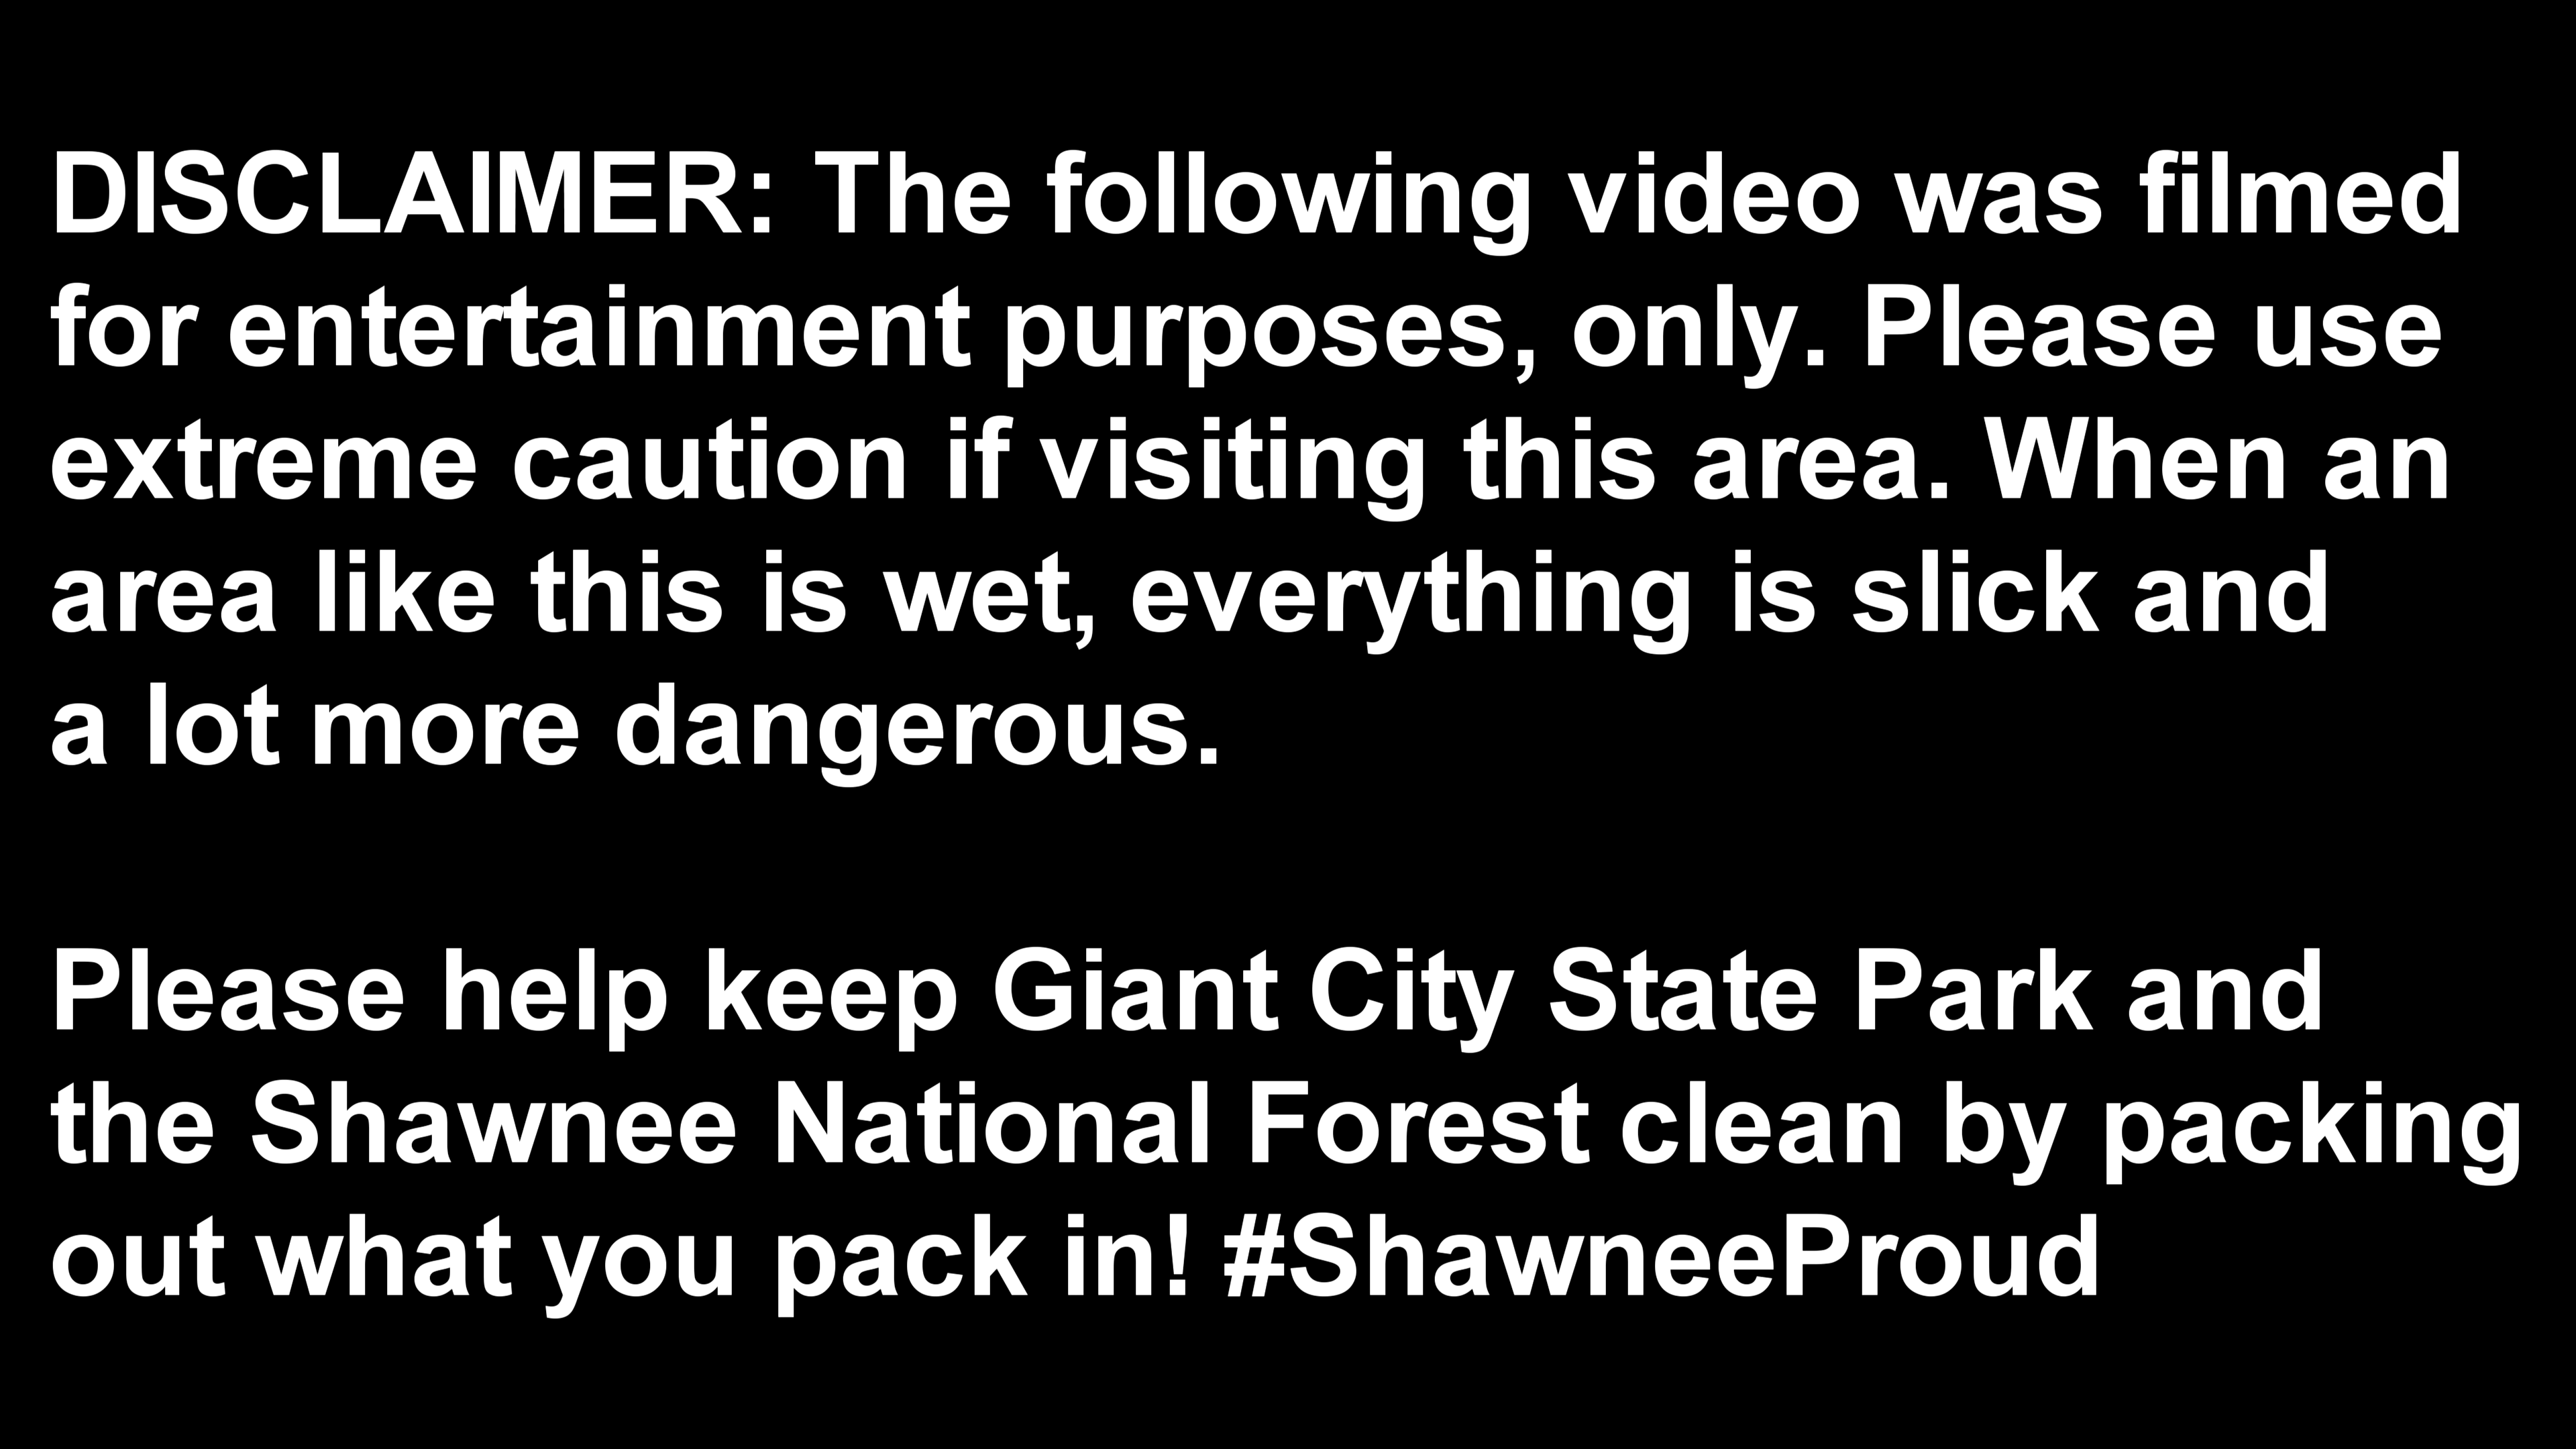 DISCLAIMER: The following video was filmed
for entertainment purposes, only. Please use
extreme caution if visiting this area. When an
area like this is wet, everything is slick and
a lot more dangerous.
Please help keep Giant City State Park and
the Shawnee National Forest clean by packing
out what you pack in! #ShawneeProud